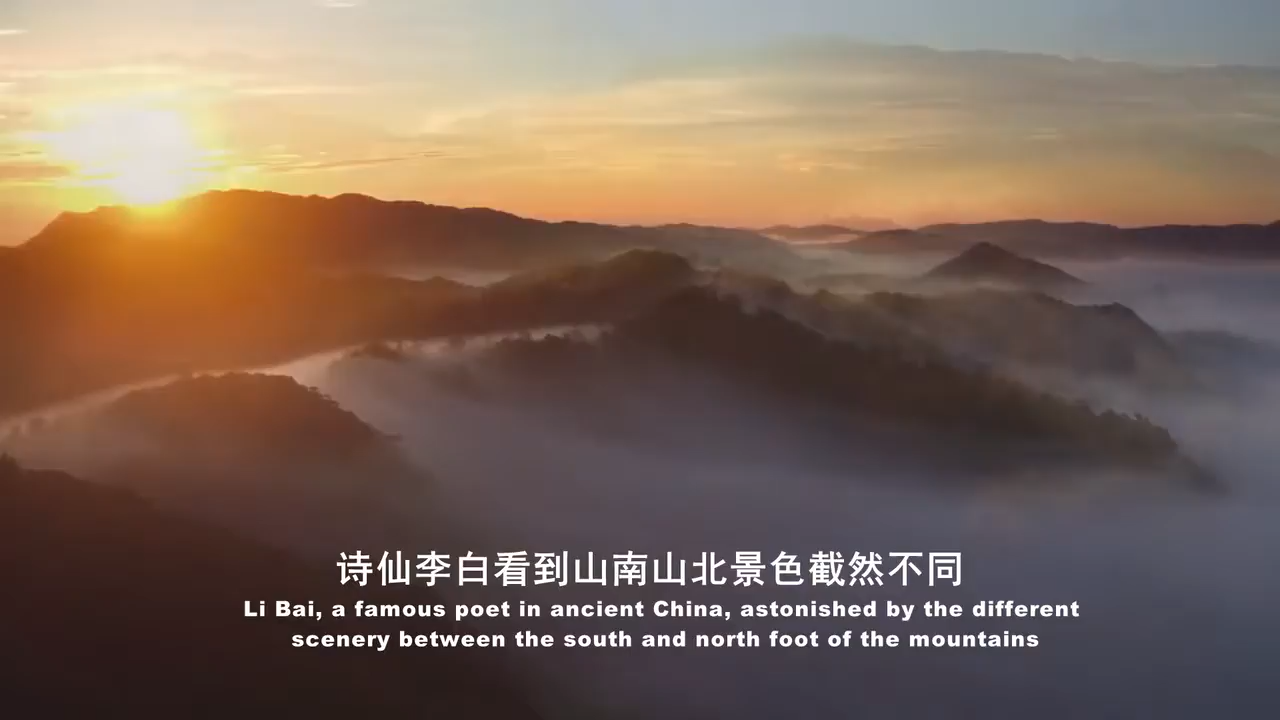 诗仙李白看到山南山北景色截然不同
Li Bai, a famous poet in ancient China, astonished by the different
scenery between the south and north foot of the mountains